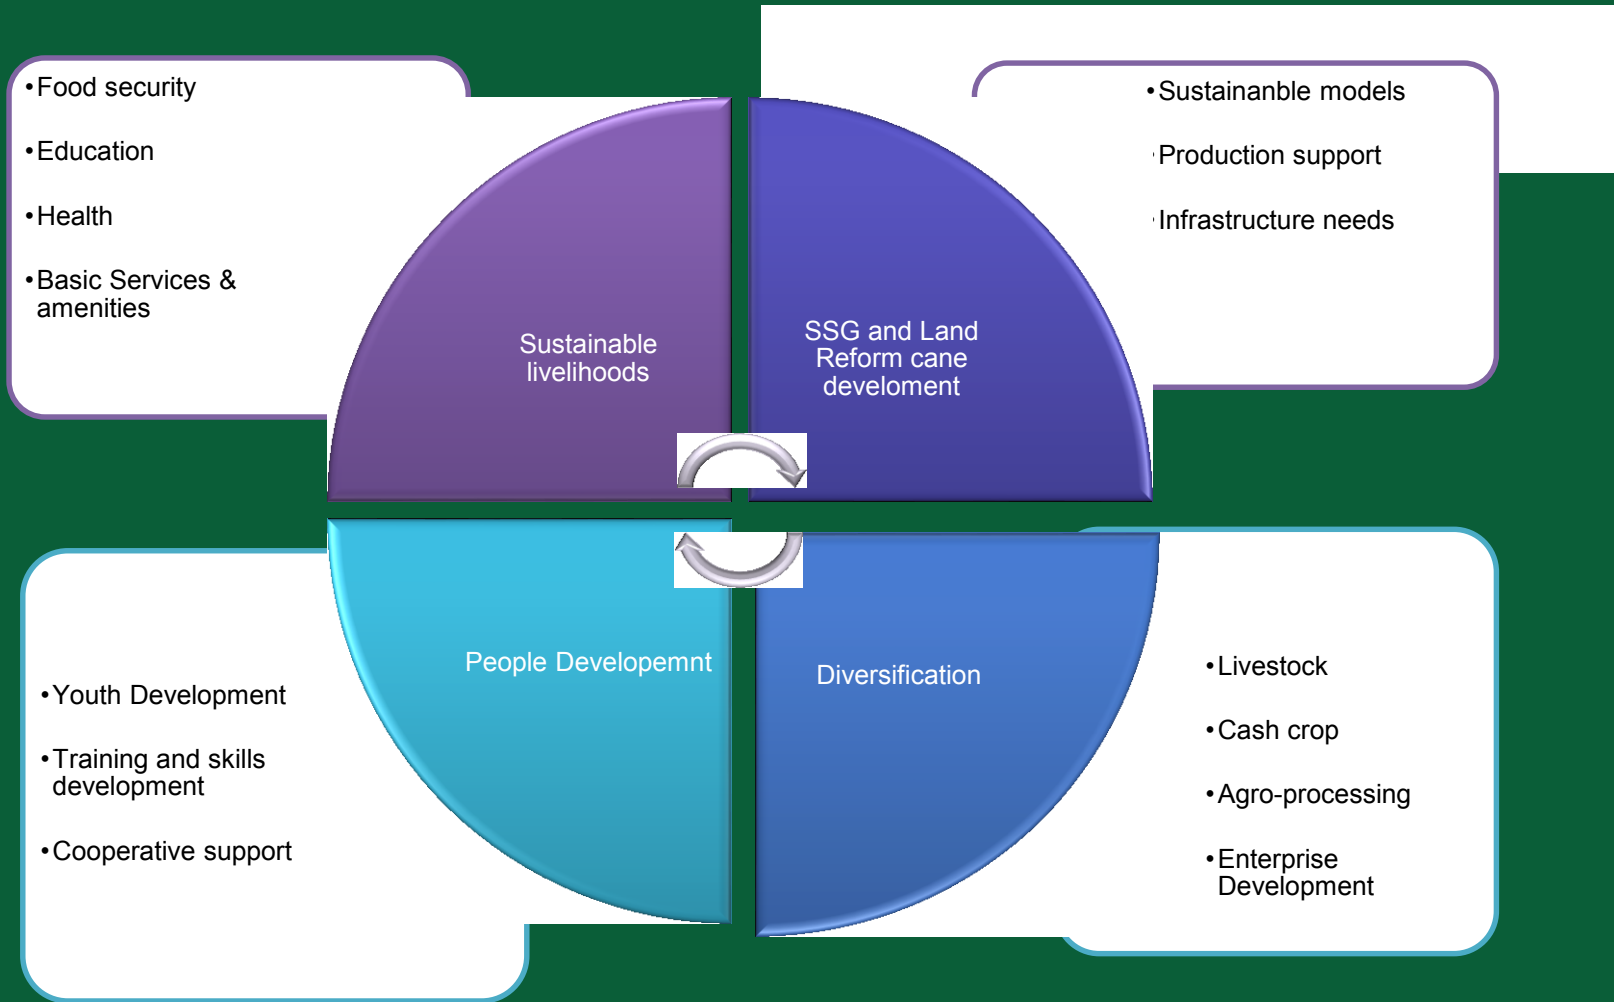 •Food security
•Education
•Health
•Basic Services &
amenities
•Sustainanble models
•Production support
•Infrastructure needs
Sustainable
livelihoods
SSG and Land
Reform cane
develoment
People Developemnt
Diversification
•Youth Development
•Training and skills
development
•Cooperative support
•Livestock
•Cash crop
•Agro-processing
•Enterprise
Development